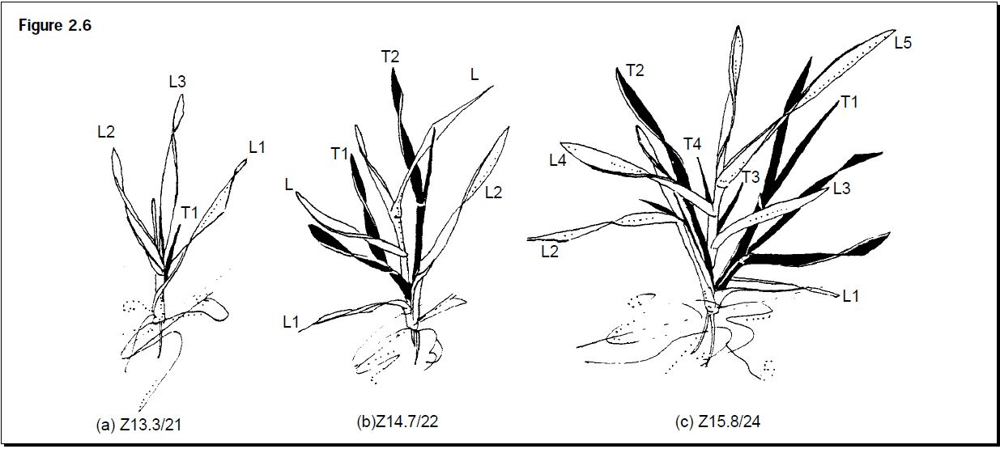 Figure 2.6
L3
L2
L1
T1
(a) Z13.3/21
T2
L
T1
L
L2
L1
(b)Z14.7/22
L5
T2
T1
T4
L4
T3
L3
L2
L1
(c) Z15.8/24